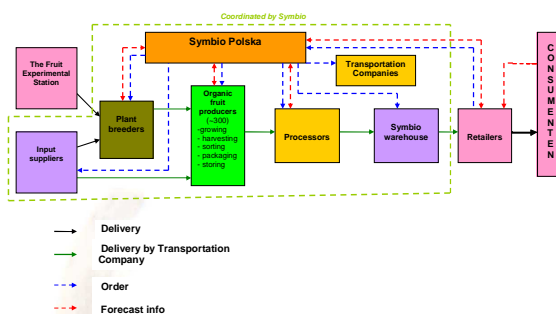 Coordinated by Symbio
Symbio Polska
The Fruit
Experimental
Station
Transportation
Companies
Plant
breeders
Organic
fruit
producers
(~300)
-growing
- harvesting
- sorting
- packaging
- storing
Processors
Symbio
warehouse
Retailers
C
O
N
S
U
M
E
N
T
E
N
Input
suppliers
Delivery
Delivery by Transportation
Company
Order
Forecast info